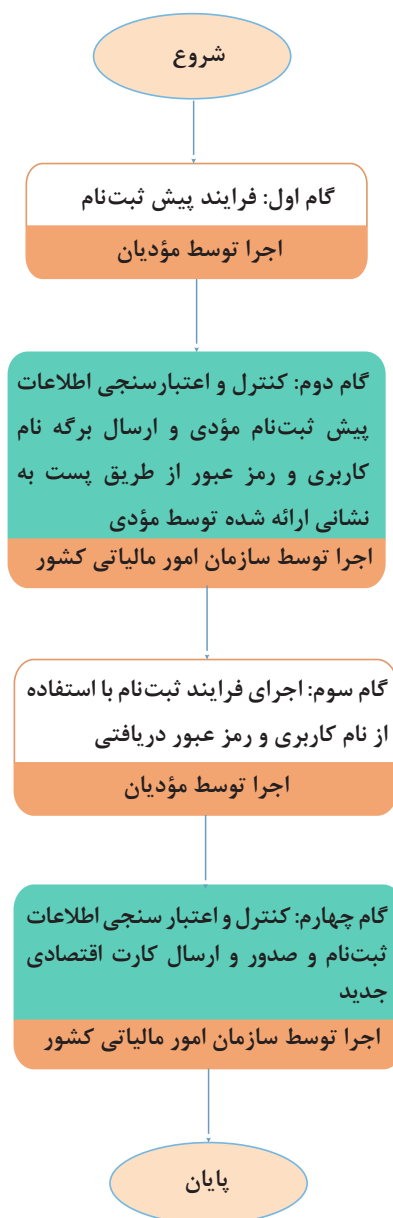 شروع
گام اول: فرایند پیش ثبت‌نام
اجرا توسط مؤدیان
گام دوم: کنترل و اعتبارسنجی اطلاعات
پیش ثبت‌نام مؤدی و ارسال برگه نام
کاربری و رمز عبور از طریق پست به
نشانی ارائه شده توسط مؤدی
اجرا توسط سازمان امور مالیاتی کشور
گام سوم: اجرای فرایند ثبت‌نام با استفاده
از نام کاربری و رمز عبور دریافتی
اجرا توسط مؤدیان
گام چهارم: کنترل و اعتبار سنجی اطلاعات
ثبت‌نام و صدور و ارسال کارت اقتصادی
جدید
اجرا توسط سازمان امور مالیاتی کشور
پایان